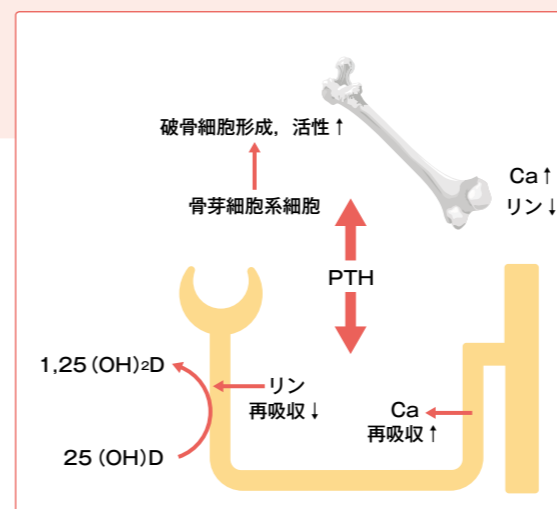 破骨細胞形成，活性↑
骨芽細胞系細胞
Ca↑
リン↓
PTH
1,25(OH)₂D
25(OH)D
リン
再吸収↓
Ca
再吸収↑